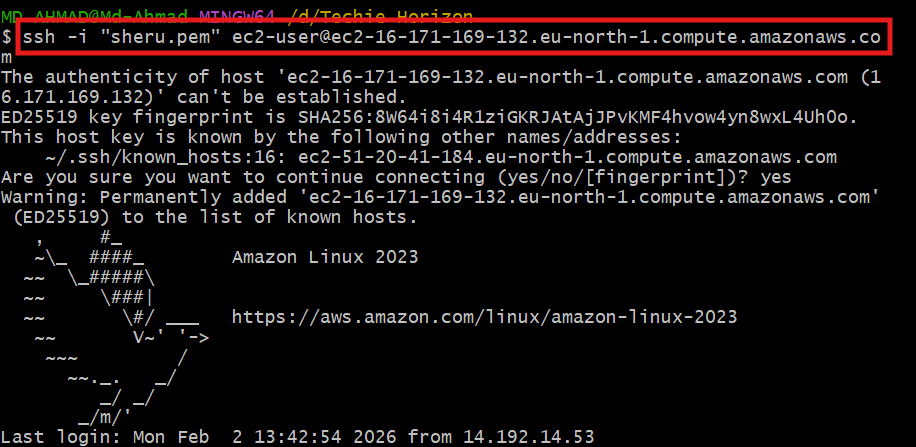 MD AHMAD@Md-Ahmad MINGW64 /d/Techie Horizon
$ ssh -i "sheru.pem" ec2-user@ec2-16-171-169-132.eu-north-1.compute.amazonaws.co
m
The authenticity of host 'ec2-16-171-169-132.eu-north-1.compute.amazonaws.com (1
6.171.169.132)' can't be established.
ED25519 key fingerprint is SHA256:8W64i8i4R1ziGKRJAtAjJPvKMF4hvow4yn8wxL4Uh0o.
This host key is known by the following other names/addresses:
    ~/.ssh/known_hosts:16: ec2-51-20-41-184.eu-north-1.compute.amazonaws.com
Are you sure you want to continue connecting (yes/no/[fingerprint])? yes
Warning: Permanently added 'ec2-16-171-169-132.eu-north-1.compute.amazonaws.com'
 (ED25519) to the list of known hosts.
   ,     #_
   ~\_  ####_        Amazon Linux 2023
  ~~  \_#####\
  ~~     \###|
  ~~       \#/ ___   https://aws.amazon.com/linux/amazon-linux-2023
   ~~       V~' '->
    ~~~         /
      ~~._.   _/
         _/ _/
       _/m/'
Last login: Mon Feb  2 13:42:54 2026 from 14.192.14.53